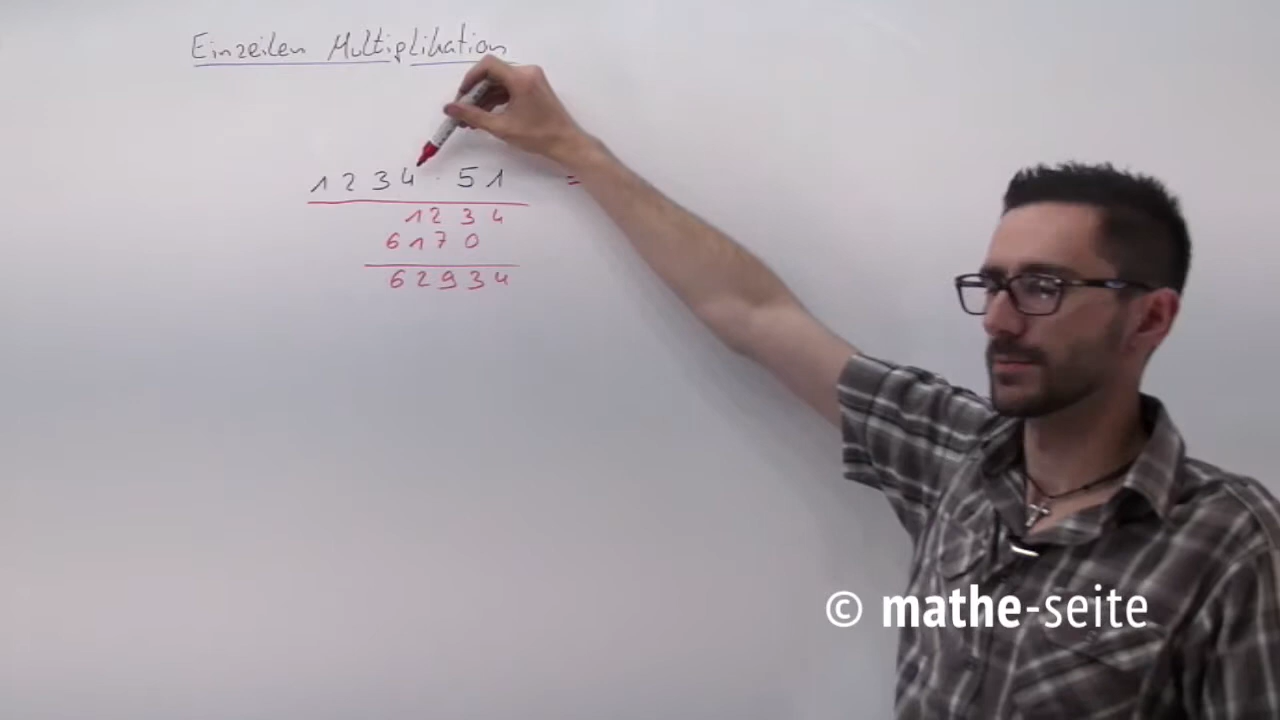 Einzeilen Multiplikation
1234 · 51 =
1234
6170
62934
© mathe-seite